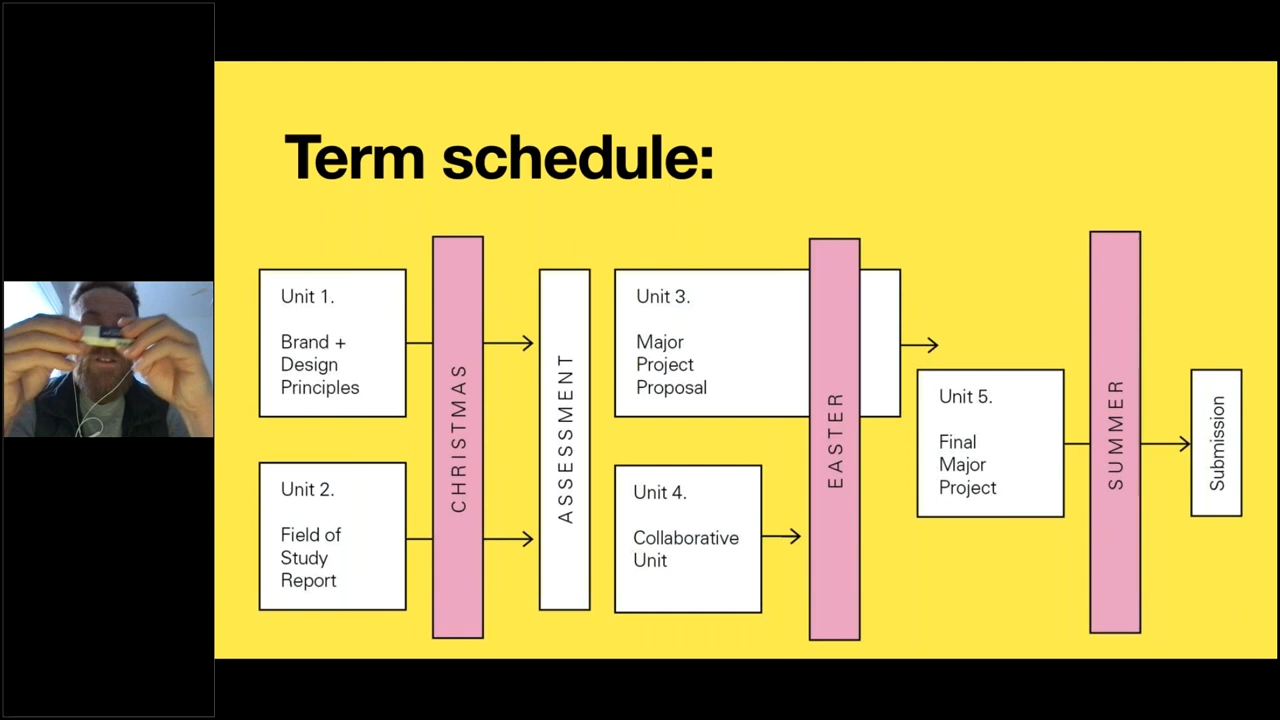 Term schedule:
Unit 1.
Brand +
Design
Principles
Unit 2.
Field of
Study
Report
CHRISTMAS
ASSESSMENT
Unit 3.
Major
Project
Proposal
Unit 4.
Collaborative
Unit
EASTER
Unit 5.
Final
Major
Project
SUMMER
Submission